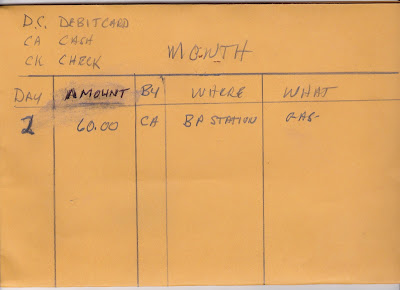 D.C. DEBITCARD
CA CASH
CK CHECK
MONTH
DAY AMOUNT BY WHERE WHAT
1 60.00 CA BP STATION GAS